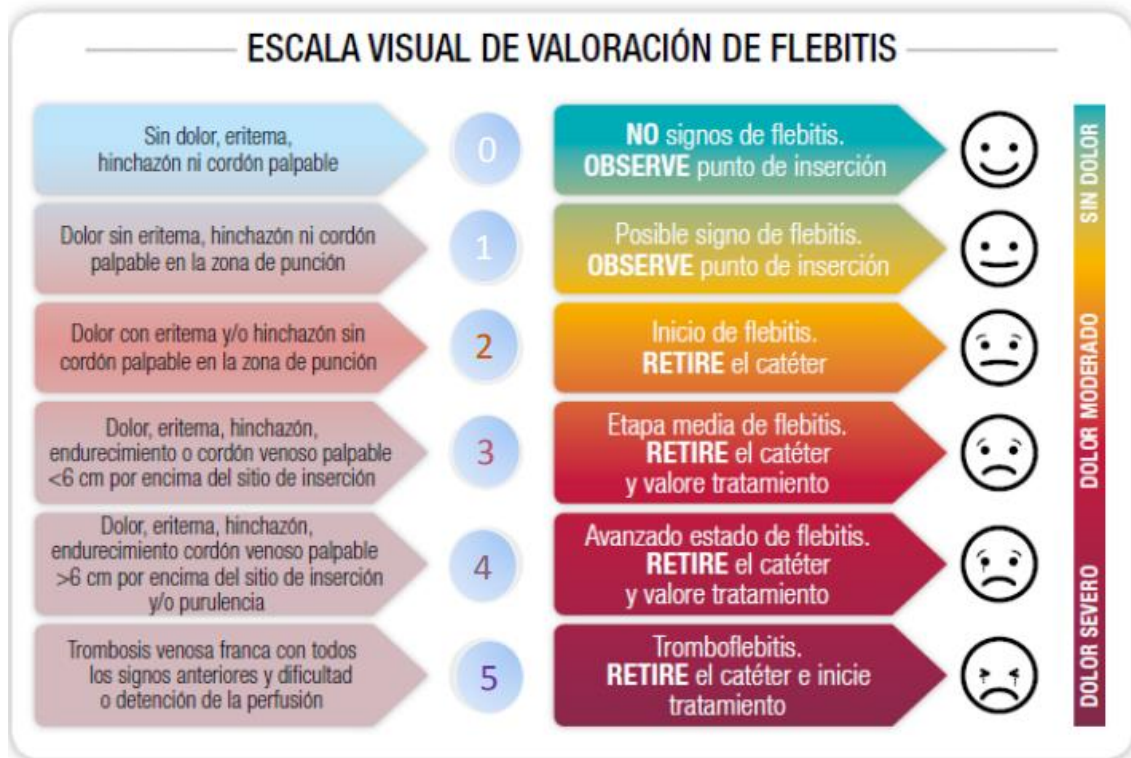 ESCALA VISUAL DE VALORACIÓN DE FLEBITIS
Sin dolor, eritema,
hinchazón ni cordón palpable
0
NO signos de flebitis.
OBSERVE punto de inserción
Dolor sin eritema, hinchazón ni cordón
palpable en la zona de punción
1
Posible signo de flebitis.
OBSERVE punto de inserción
Dolor con eritema y/o hinchazón sin
cordón palpable en la zona de punción
2
Inicio de flebitis.
RETIRE el catéter
Dolor, eritema, hinchazón,
endurecimiento o cordón venoso palpable
<6 cm por encima del sitio de inserción
3
Etapa media de flebitis.
RETIRE el catéter
y valore tratamiento
Dolor, eritema, hinchazón,
endurecimiento cordón venoso palpable
>6 cm por encima del sitio de inserción
y/o purulencia
4
Avanzado estado de flebitis.
RETIRE el catéter
y valore tratamiento
Trombosis venosa franca con todos
los signos anteriores y dificultad
o detención de la perfusión
5
Tromboflebitis.
RETIRE el catéter e inicie
tratamiento
SIN DOLOR
DOLOR MODERADO
DOLOR SEVERO